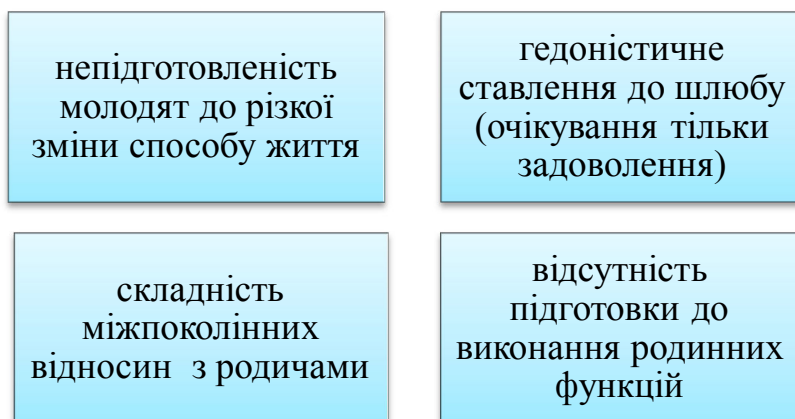 непідготовленість
молодят до різкої
зміни способу життя
гедоністичне
ставлення до шлюбу
(очікування тільки
задоволення)
складність
міжпоколінних
відносин з родичами
відсутність
підготовки до
виконання родинних
функцій